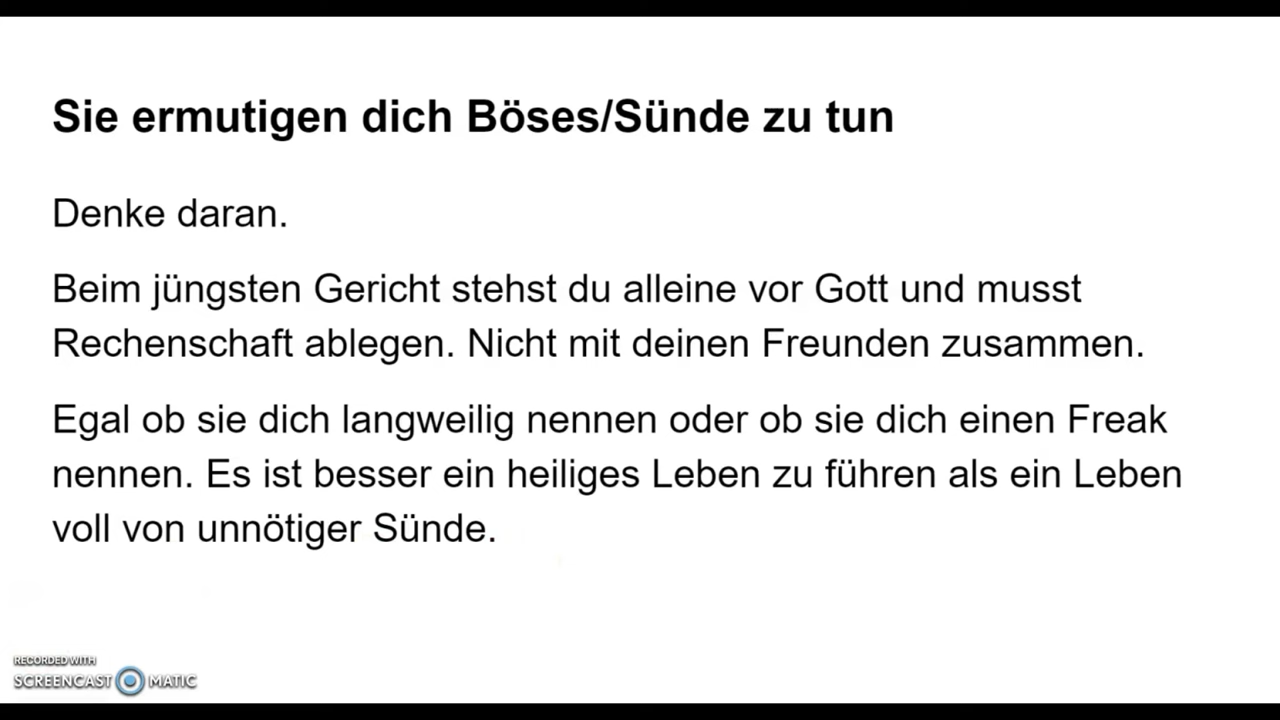 Sie ermutigen dich Böses/Sünde zu tun
Denke daran.
Beim jüngsten Gericht stehst du alleine vor Gott und musst
Rechenschaft ablegen. Nicht mit deinen Freunden zusammen.
Egal ob sie dich langweilig nennen oder ob sie dich einen Freak
nennen. Es ist besser ein heiliges Leben zu führen als ein Leben
voll von unnötiger Sünde.
RECORDED WITH
SCREENCAST MATIC